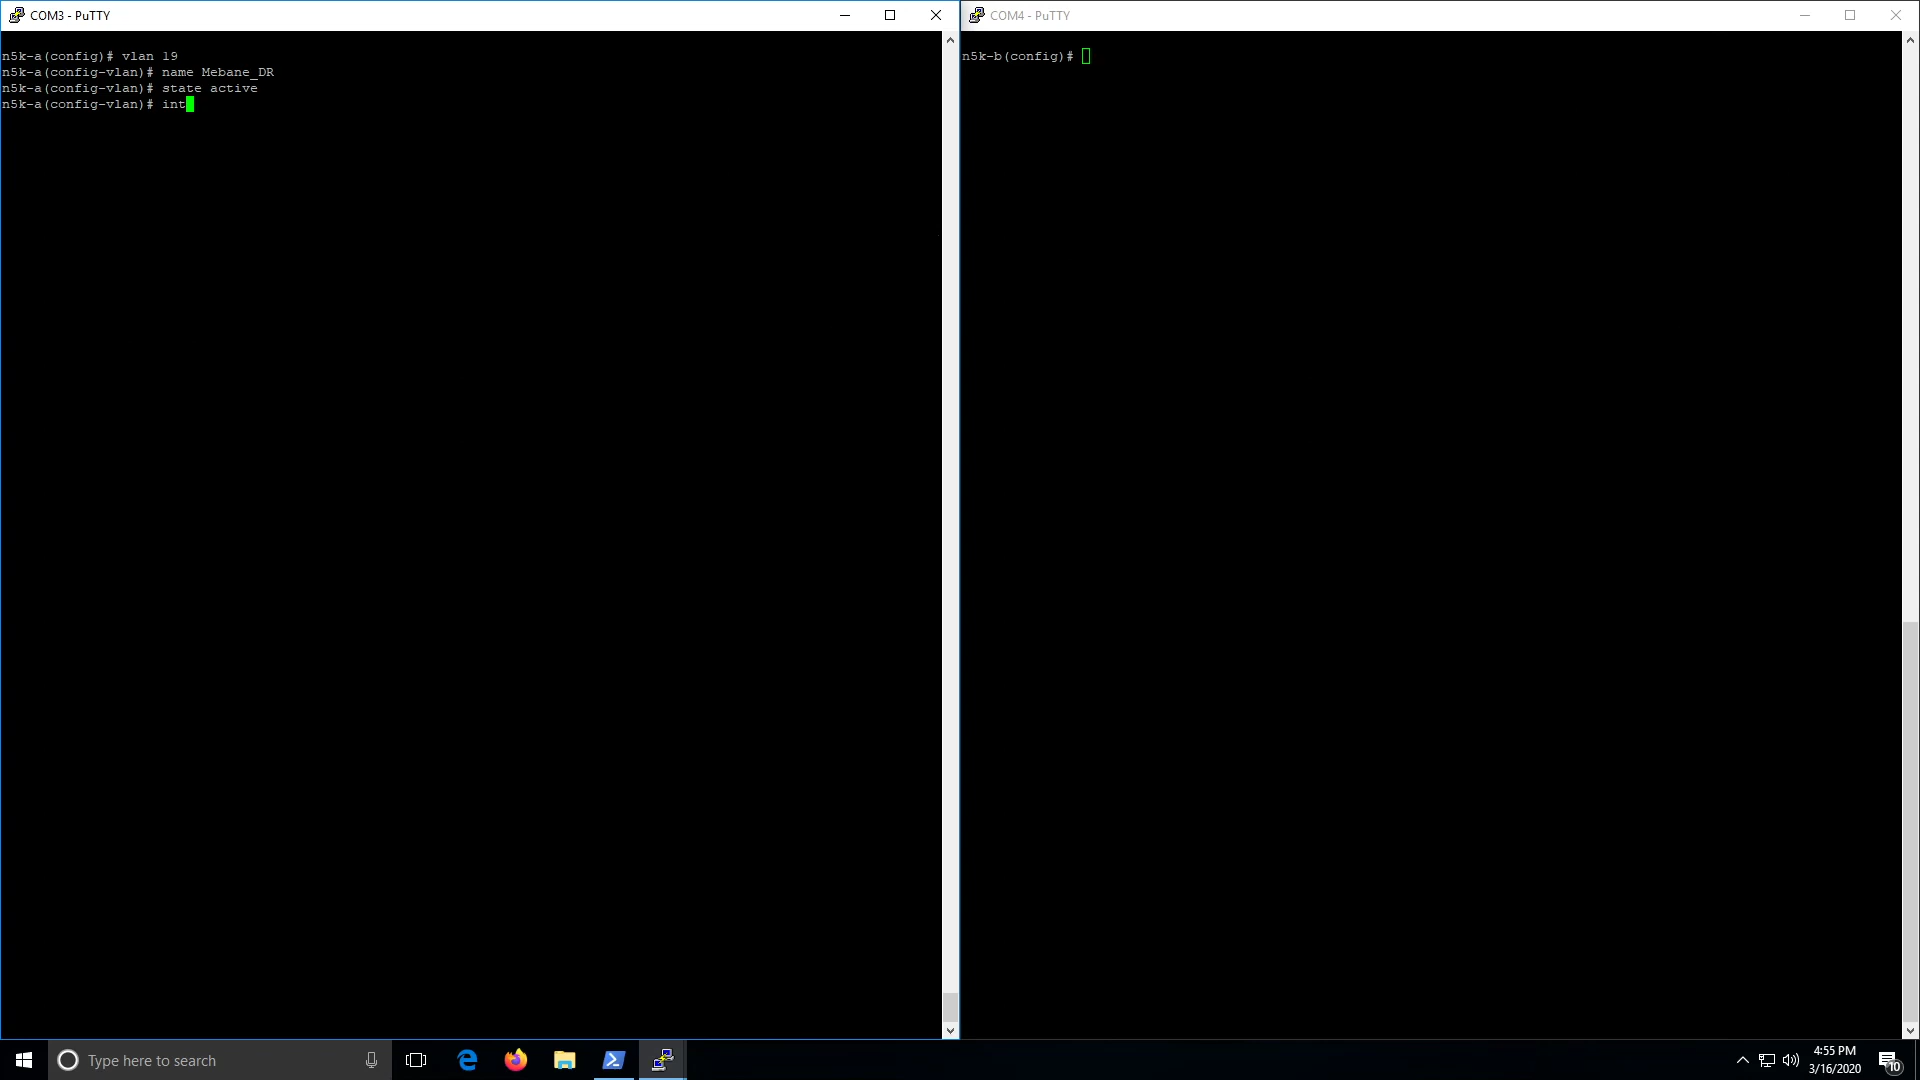 COM3 - PuTTY
n5k-a(config)# vlan 19
n5k-a(config-vlan)# name Mebane_DR
n5k-a(config-vlan)# state active
n5k-a(config-vlan)# int
COM4 - PuTTY
n5k-b(config)#
Type here to search
4:55 PM
3/16/2020
10